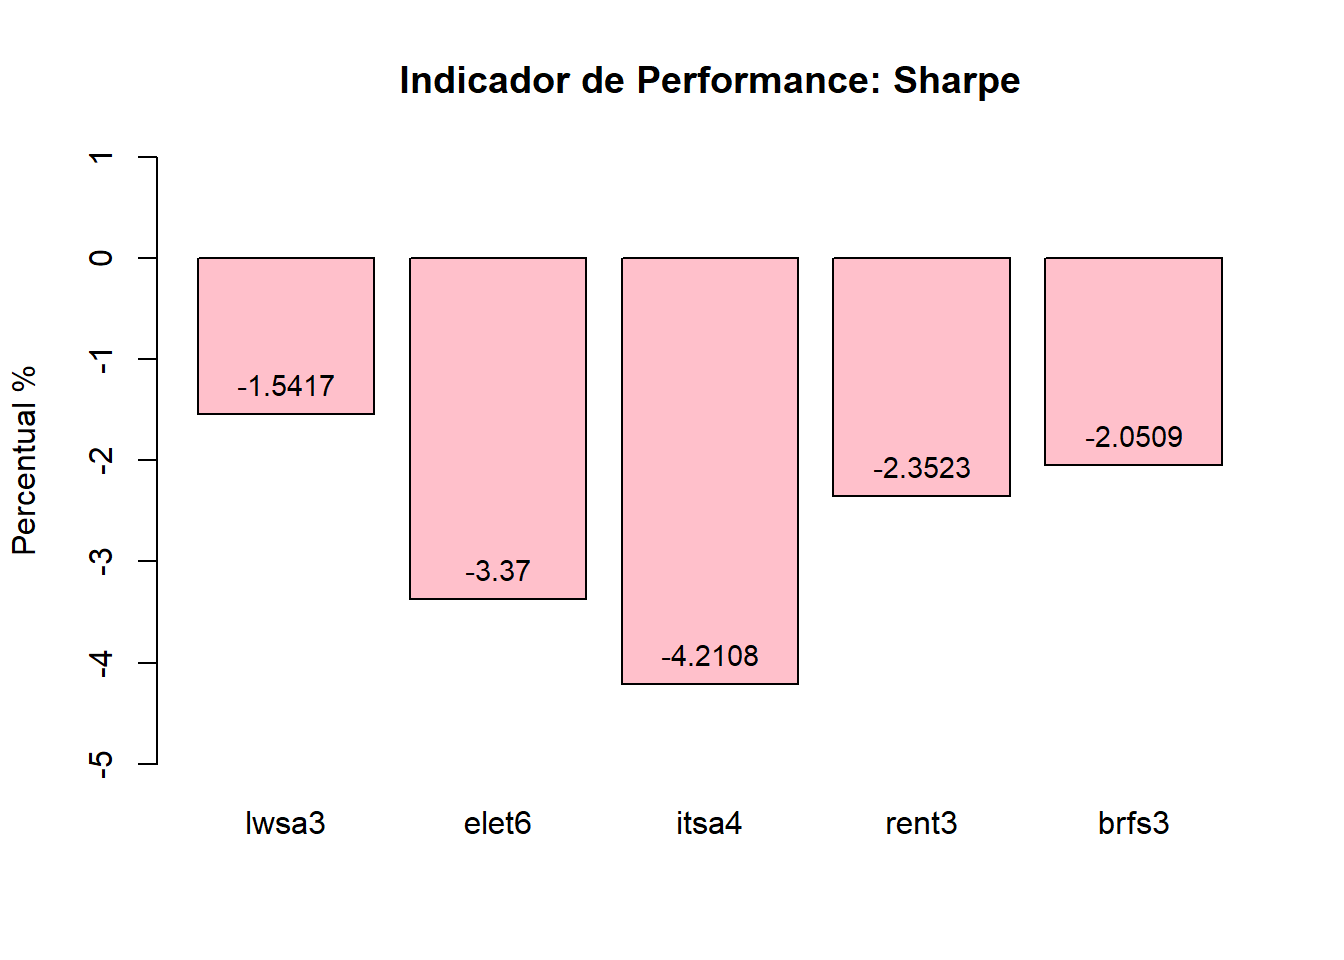 Indicador de Performance: Sharpe
Percentual %
1
0
-1
-2
-3
-4
-5
-1.5417
-3.37
-4.2108
-2.3523
-2.0509
lwsa3
elet6
itsa4
rent3
brfs3